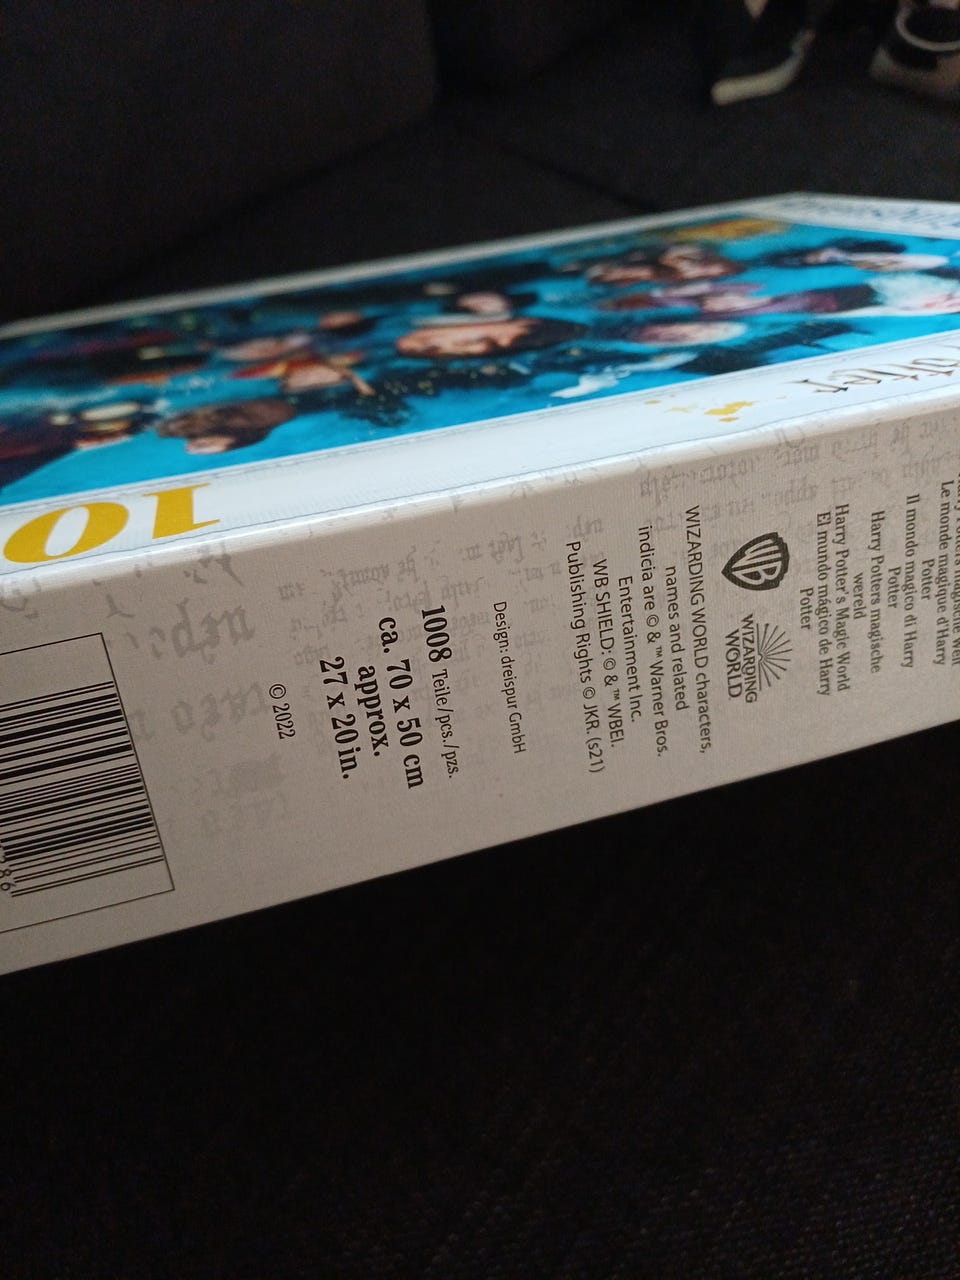 Le monde magique d'Harry
Potter
Il mondo magico di Harry
Potter
Harry Potters magische
wereld
Harry Potter's Magic World
El mundo mágico de Harry
Potter
WB
WIZARDING
WORLD
WIZARDING WORLD characters,
names and related
indicia are © & ™ Warner Bros.
Entertainment Inc.
WB SHIELD: © & ™ WBEI.
Publishing Rights © JKR. (s21)
Design: dreispur GmbH
1008 Teile/pcs./pzs.
ca. 70 x 50 cm
approx.
27 x 20 in.
© 2022
10